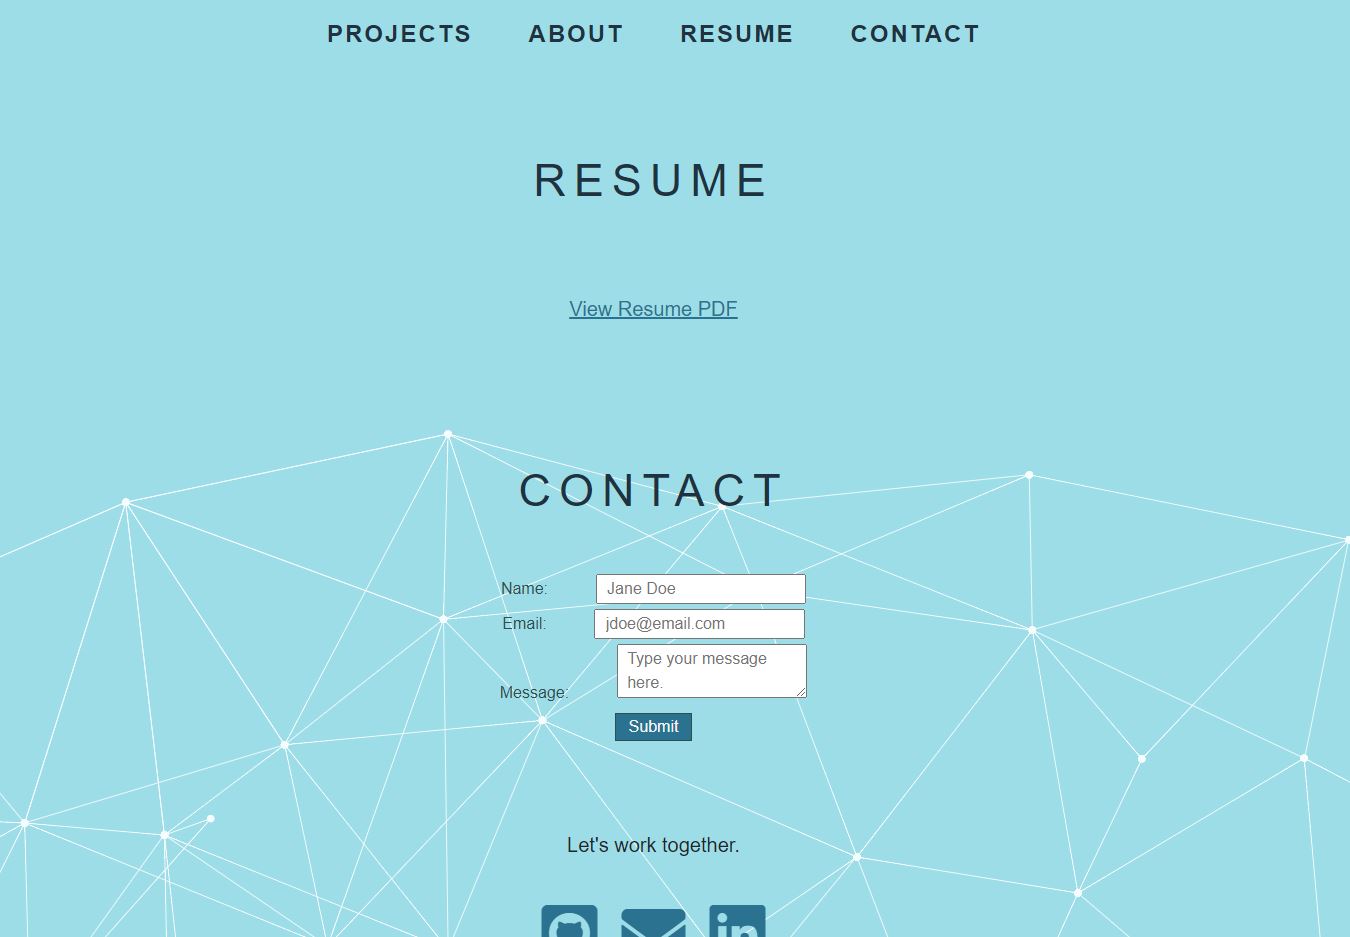 PROJECTS ABOUT RESUME CONTACT
RESUME
View Resume PDF
CONTACT
Name: Jane Doe
Email: jdoe@email.com
Message: Type your message
here.
Submit
Let's work together.
in